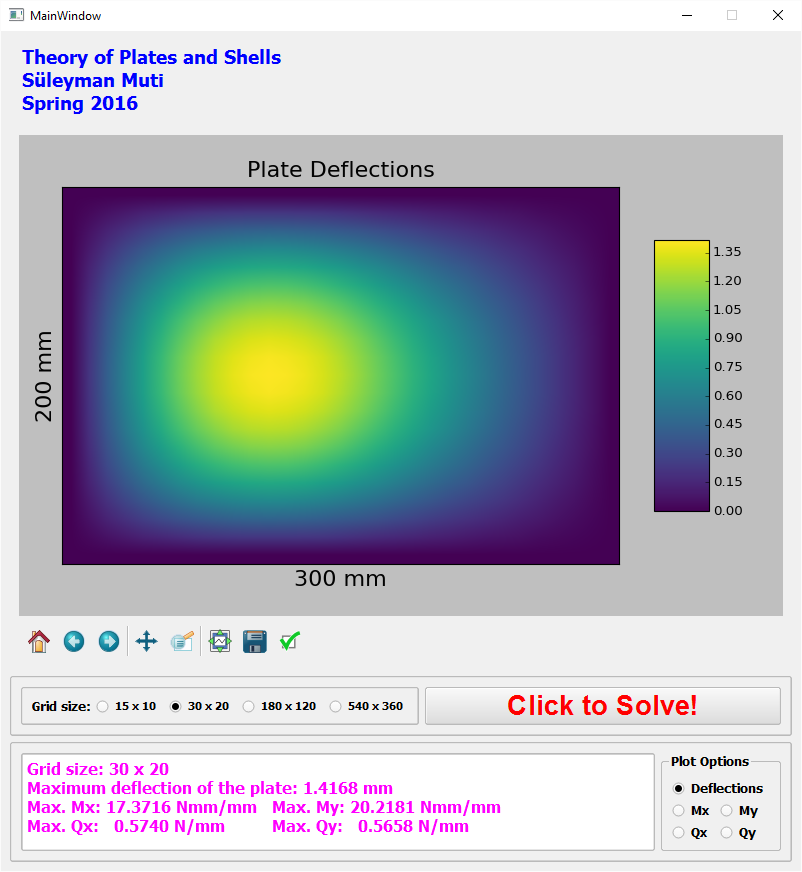 MainWindow
Theory of Plates and Shells
Süleyman Muti
Spring 2016
Plate Deflections
200 mm
300 mm
1.35
1.20
1.05
0.90
0.75
0.60
0.45
0.30
0.15
0.00
Grid size: 15 x 10 30 x 20 180 x 120 540 x 360
Click to Solve!
Grid size: 30 x 20
Maximum deflection of the plate: 1.4168 mm
Max. Mx: 17.3716 Nmm/mm Max. My: 20.2181 Nmm/mm
Max. Qx: 0.5740 N/mm Max. Qy: 0.5658 N/mm
Plot Options
Deflections
Mx My
Qx Qy